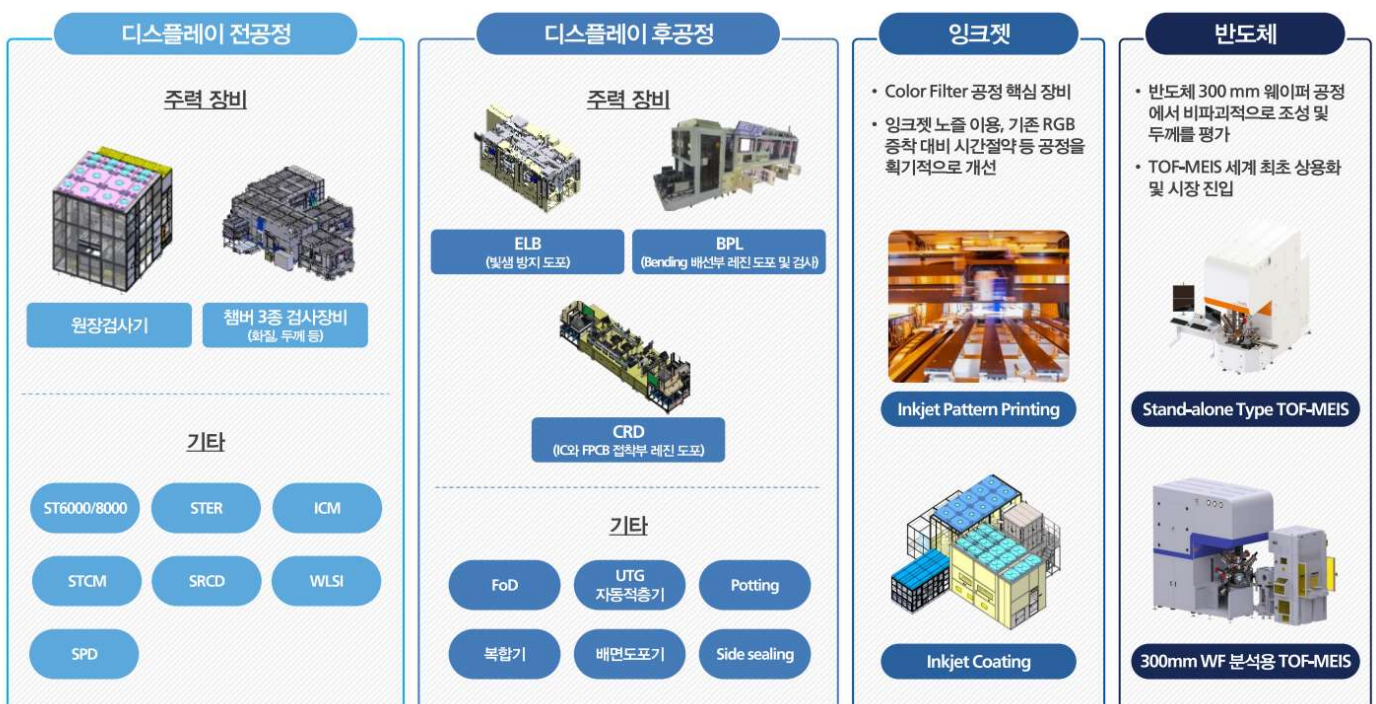 디스플레이 전공정
주력 장비
원장검사기
챔버 3종 검사장비
(화질, 두께 등)
기타
ST6000/8000
STER
ICM
STCM
SRCD
WLSI
SPD
디스플레이 후공정
주력 장비
ELB
(빛샘 방지 도포)
BPL
(Bending 배선부 레진 도포 및 검사)
CRD
(IC와 FPCB 접착부 레진 도포)
기타
FoD
UTG
자동적층기
Potting
복합기
배면도포기
Side sealing
잉크젯
• Color Filter 공정 핵심 장비
• 잉크젯 노즐 이용, 기존 RGB
증착 대비 시간절약 등 공정을
획기적으로 개선
Inkjet Pattern Printing
Inkjet Coating
반도체
• 반도체 300 mm 웨이퍼 공정
에서 비파괴적으로 조성 및
두께를 평가
• TOF-MEIS 세계 최초 상용화
및 시장 진입
Stand-alone Type TOF-MEIS
300mm WF 분석용 TOF-MEIS